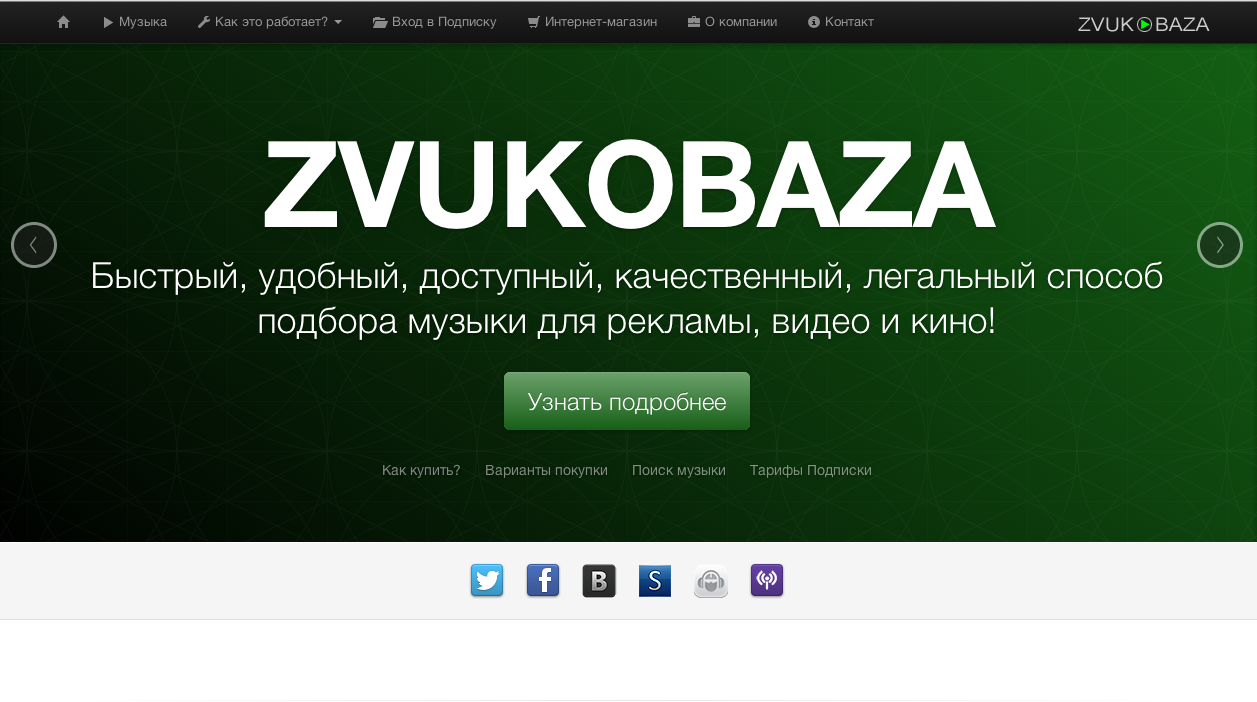 Музыка
Как это работает?
Вход в Подписку
Интернет-магазин
О компании
Контакт
ZVUKOBAZA
ZVUKOBAZA
Быстрый, удобный, доступный, качественный, легальный способ
подбора музыки для рекламы, видео и кино!
Узнать подробнее
Как купить?
Варианты покупки
Поиск музыки
Тарифы Подписки